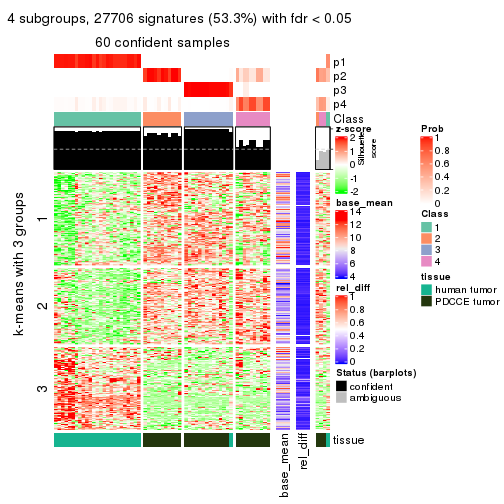 4 subgroups, 27706 signatures (53.3%) with fdr < 0.05
60 confident samples
p1
p2
p3
p4
Class
z-score
2
1
0
-1
-2
Silhouette score
1
0.5
0
base_mean
14
12
10
8
6
4
rel_diff
1
0.8
0.6
0.4
0.2
0
Status (barplots)
confident
ambiguous
Prob
1
0.8
0.6
0.4
0.2
0
Class
1
2
3
4
tissue
human tumor
PDCCE tumor
k-means with 3 groups
1
2
3
base_mean
rel_diff
tissue